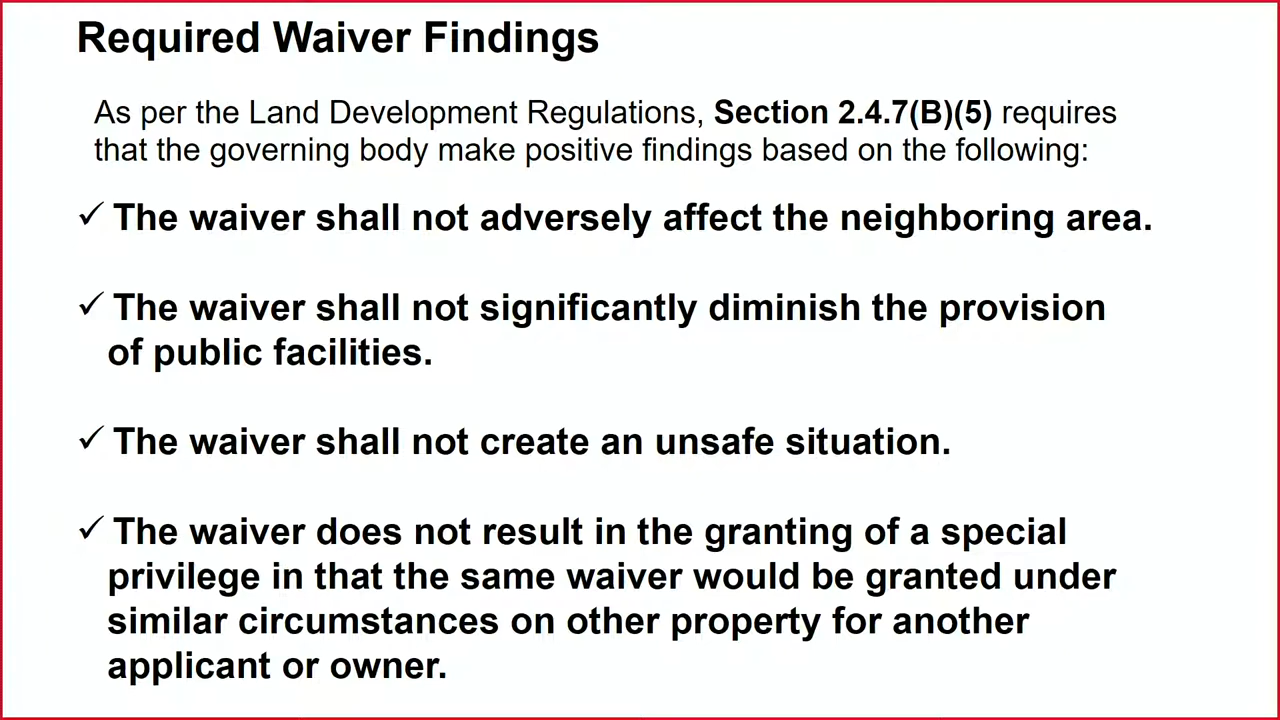 Required Waiver Findings
As per the Land Development Regulations, Section 2.4.7(B)(5) requires
that the governing body make positive findings based on the following:
✓ The waiver shall not adversely affect the neighboring area.
✓ The waiver shall not significantly diminish the provision
of public facilities.
✓ The waiver shall not create an unsafe situation.
✓ The waiver does not result in the granting of a special
privilege in that the same waiver would be granted under
similar circumstances on other property for another
applicant or owner.